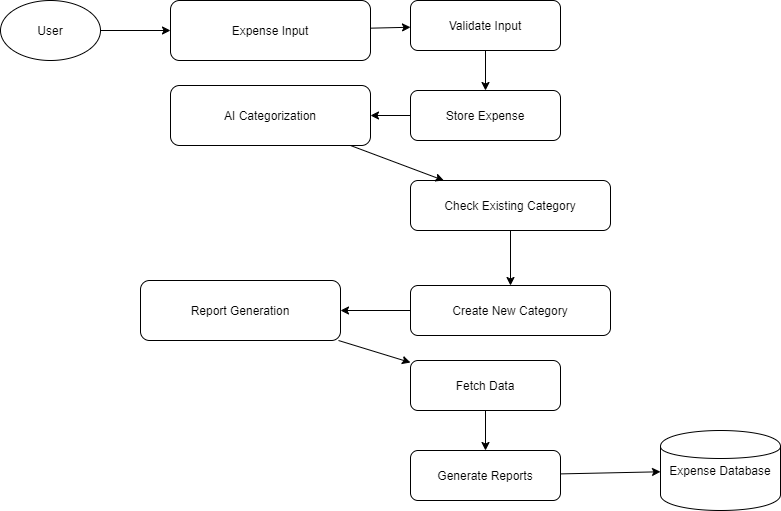 User
Expense Input
Validate Input
AI Categorization
Store Expense
Check Existing Category
Report Generation
Create New Category
Fetch Data
Generate Reports
Expense Database